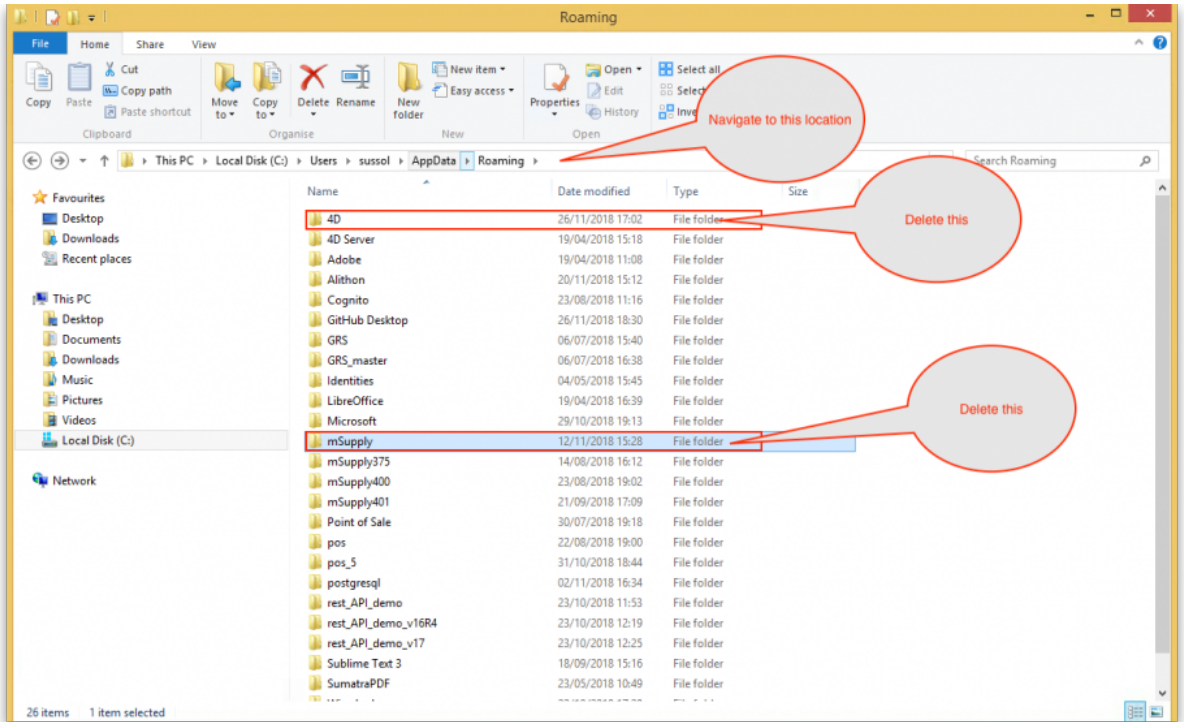 Roaming
File Home Share View
Copy
Paste
Cut
Copy path
Paste shortcut
Clipboard
Move to
Copy to
Delete
Rename
Organise
New folder
New item
Easy access
New
Properties
Open
Edit
History
Open
Select all
Navigate to this location
This PC Local Disk (C:) Users sussol AppData Roaming
Search Roaming
Favourites
Desktop
Downloads
Recent places
This PC
Desktop
Documents
Downloads
Music
Pictures
Videos
Local Disk (C:)
Network
Name Date modified Type Size
4D 26/11/2018 17:02 File folder
Delete this
4D Server 19/04/2018 15:18 File folder
Adobe 19/04/2018 11:08 File folder
Alithon 20/11/2018 15:12 File folder
Cognito 23/08/2018 11:16 File folder
GitHub Desktop 26/11/2018 18:30 File folder
GRS 06/07/2018 15:40 File folder
GRS_master 06/07/2018 16:38 File folder
Identities 04/05/2018 15:45 File folder
LibreOffice 19/04/2018 16:39 File folder
Microsoft 29/10/2018 19:13 File folder
Delete this
mSupply 12/11/2018 15:28 File folder
mSupply375 14/08/2018 16:12 File folder
mSupply400 23/08/2018 19:02 File folder
mSupply401 21/09/2018 17:09 File folder
Point of Sale 30/07/2018 19:18 File folder
pos 22/08/2018 19:00 File folder
pos_5 31/10/2018 18:44 File folder
postgresql 02/11/2018 16:34 File folder
rest_API_demo 23/10/2018 11:53 File folder
rest_API_demo_v16R4 23/10/2018 12:19 File folder
rest_API_demo_v17 23/10/2018 12:25 File folder
Sublime Text 3 18/09/2018 15:16 File folder
SumatraPDF 23/05/2018 10:49 File folder
26 items 1 item selected